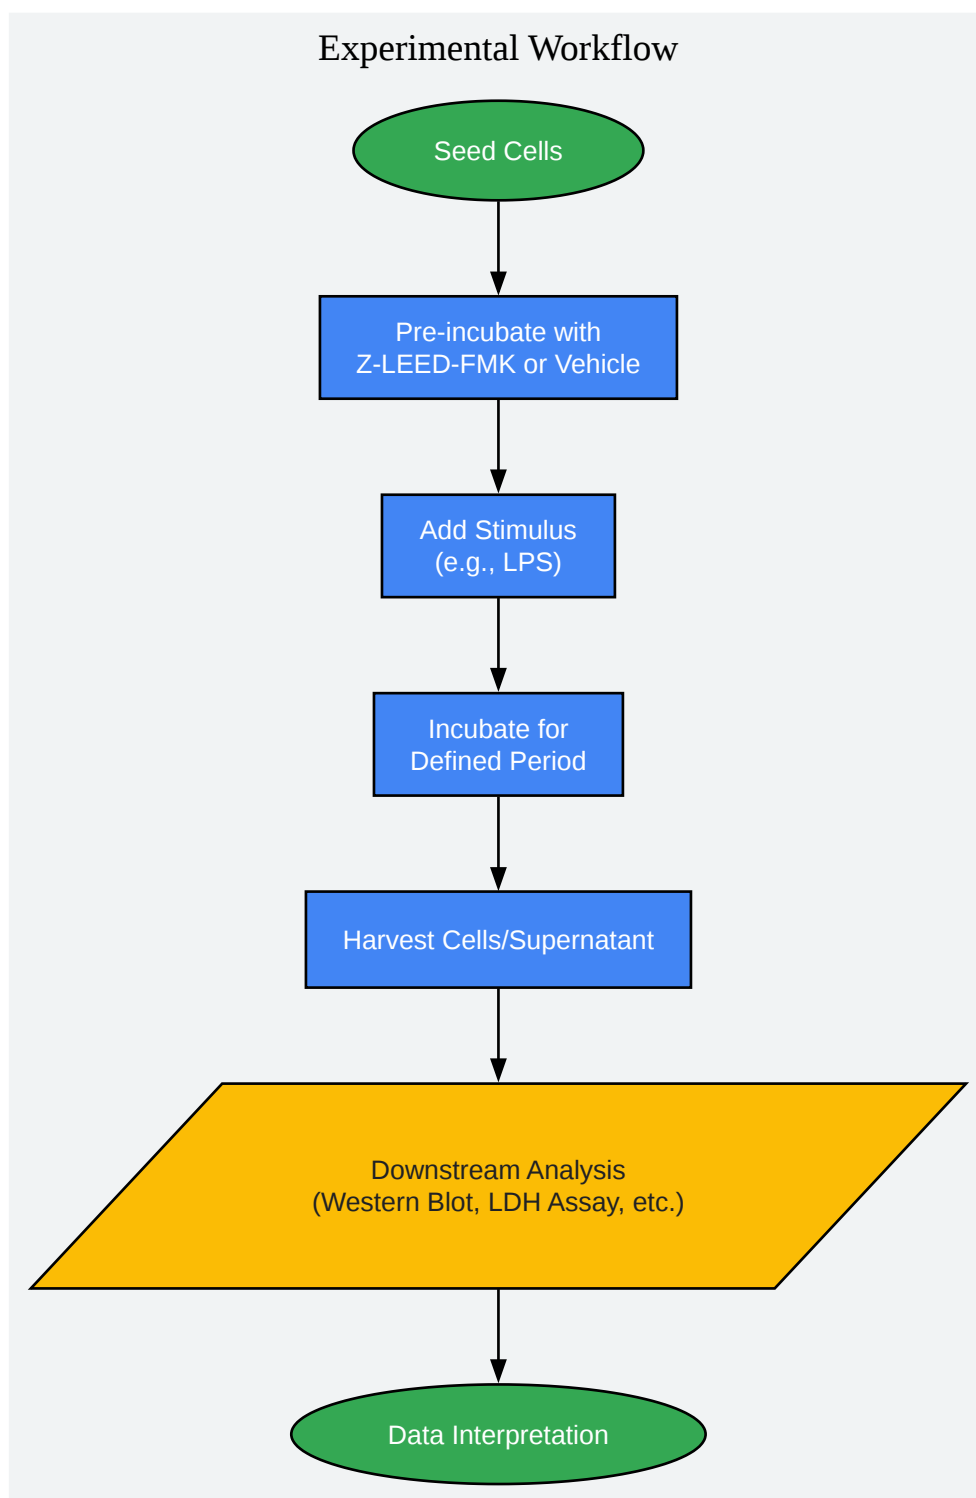 Experimental Workflow
Seed Cells
Pre-incubate with
Z-LEED-FMK or Vehicle
Add Stimulus
(e.g., LPS)
Incubate for
Defined Period
Harvest Cells/Supernatant
Downstream Analysis
(Western Blot, LDH Assay, etc.)
Data Interpretation